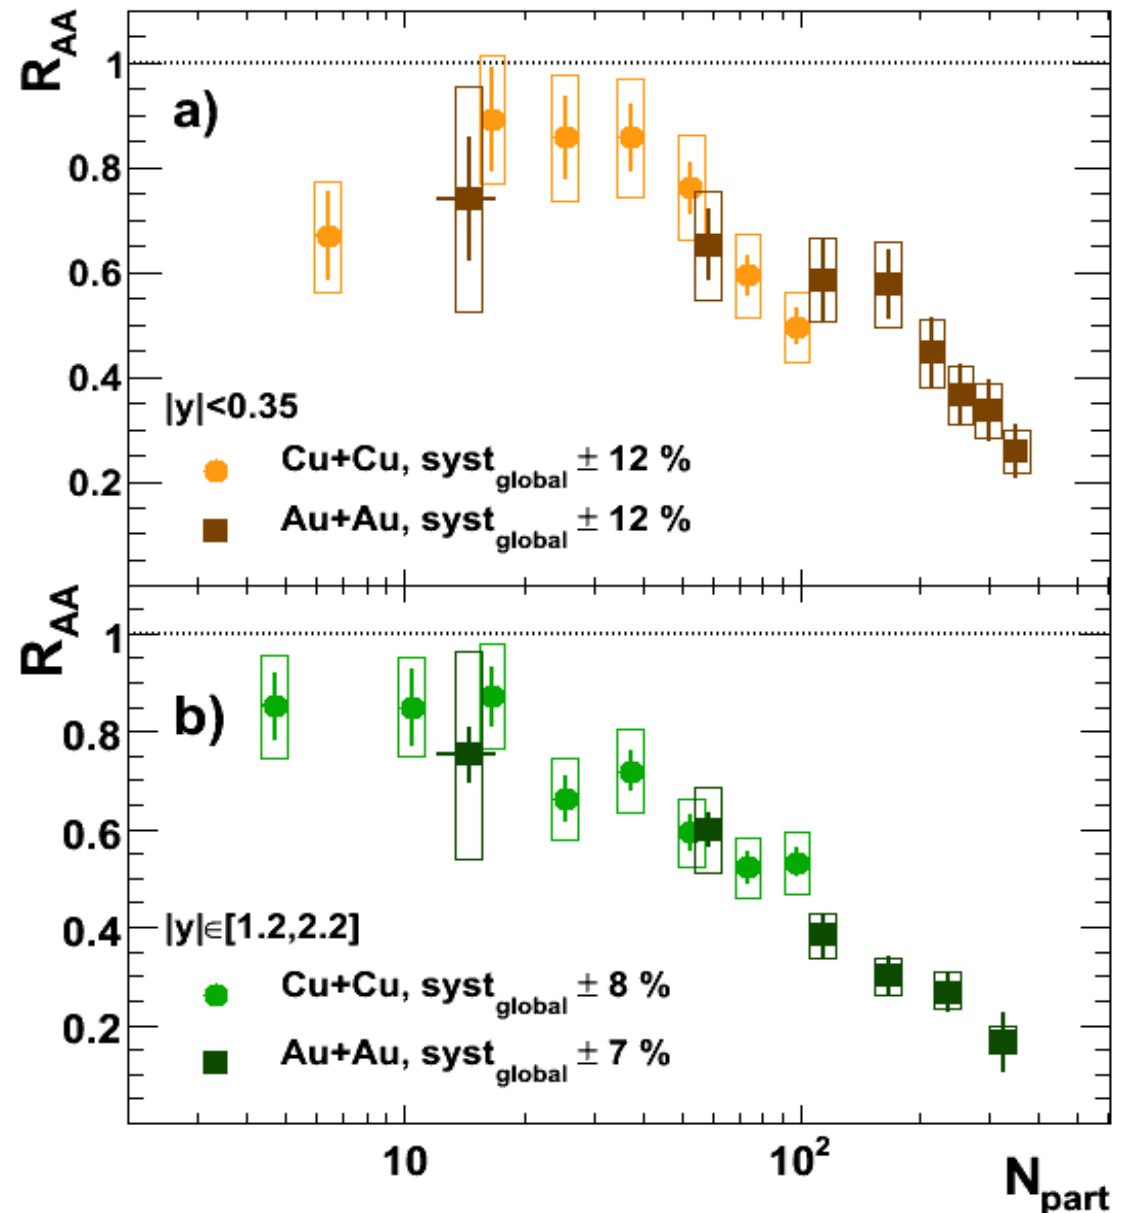 R_AA
1
a)
0.8
0.6
0.4
|y|<0.35
Cu+Cu, syst_global ± 12 %
0.2
Au+Au, syst_global ± 12 %
R_AA
1
b)
0.8
0.6
0.4
|y|∈[1.2,2.2]
Cu+Cu, syst_global ± 8 %
0.2
Au+Au, syst_global ± 7 %
10 10²
N_part